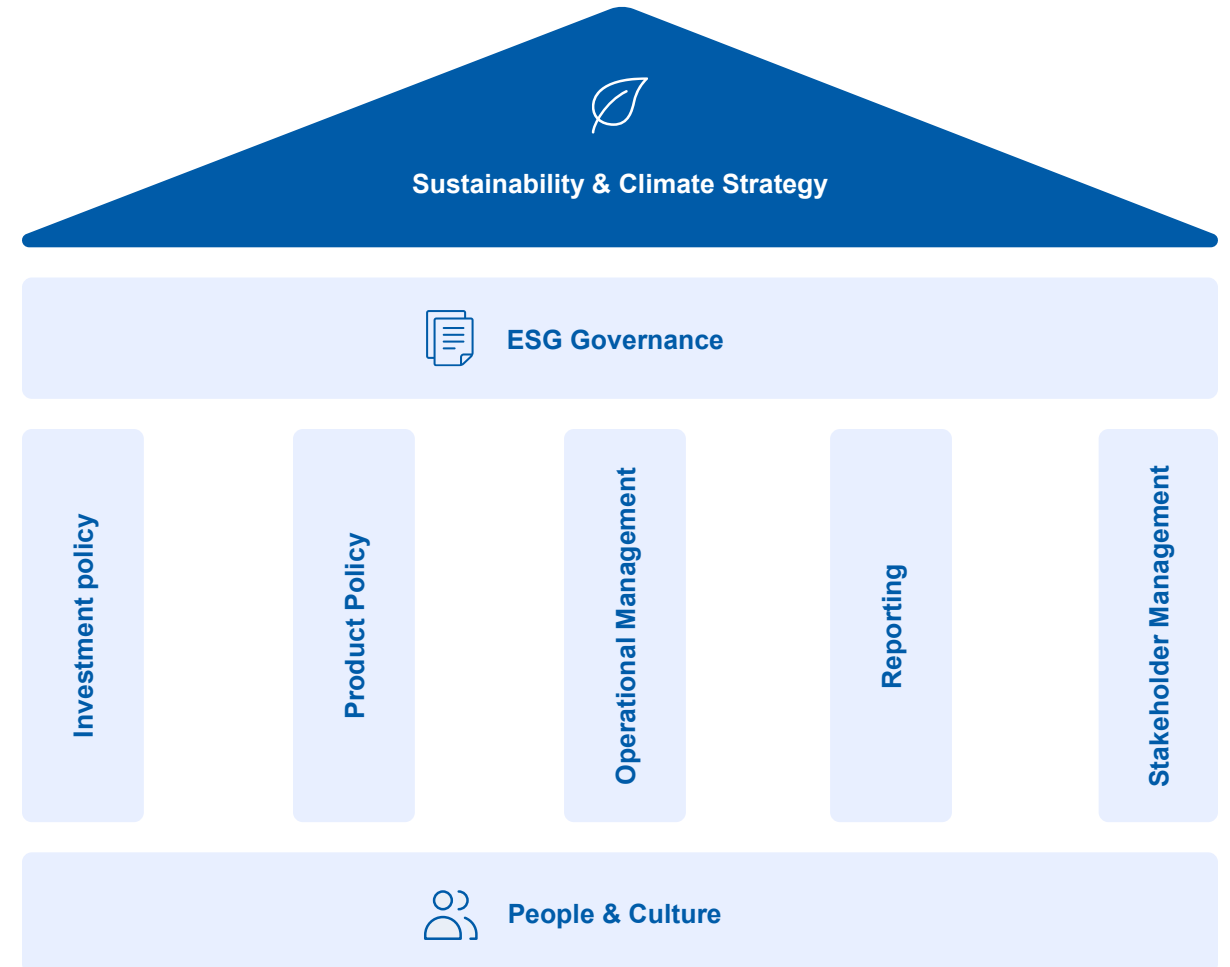 Sustainability & Climate Strategy
ESG Governance
Investment policy
Product Policy
Operational Management
Reporting
Stakeholder Management
People & Culture